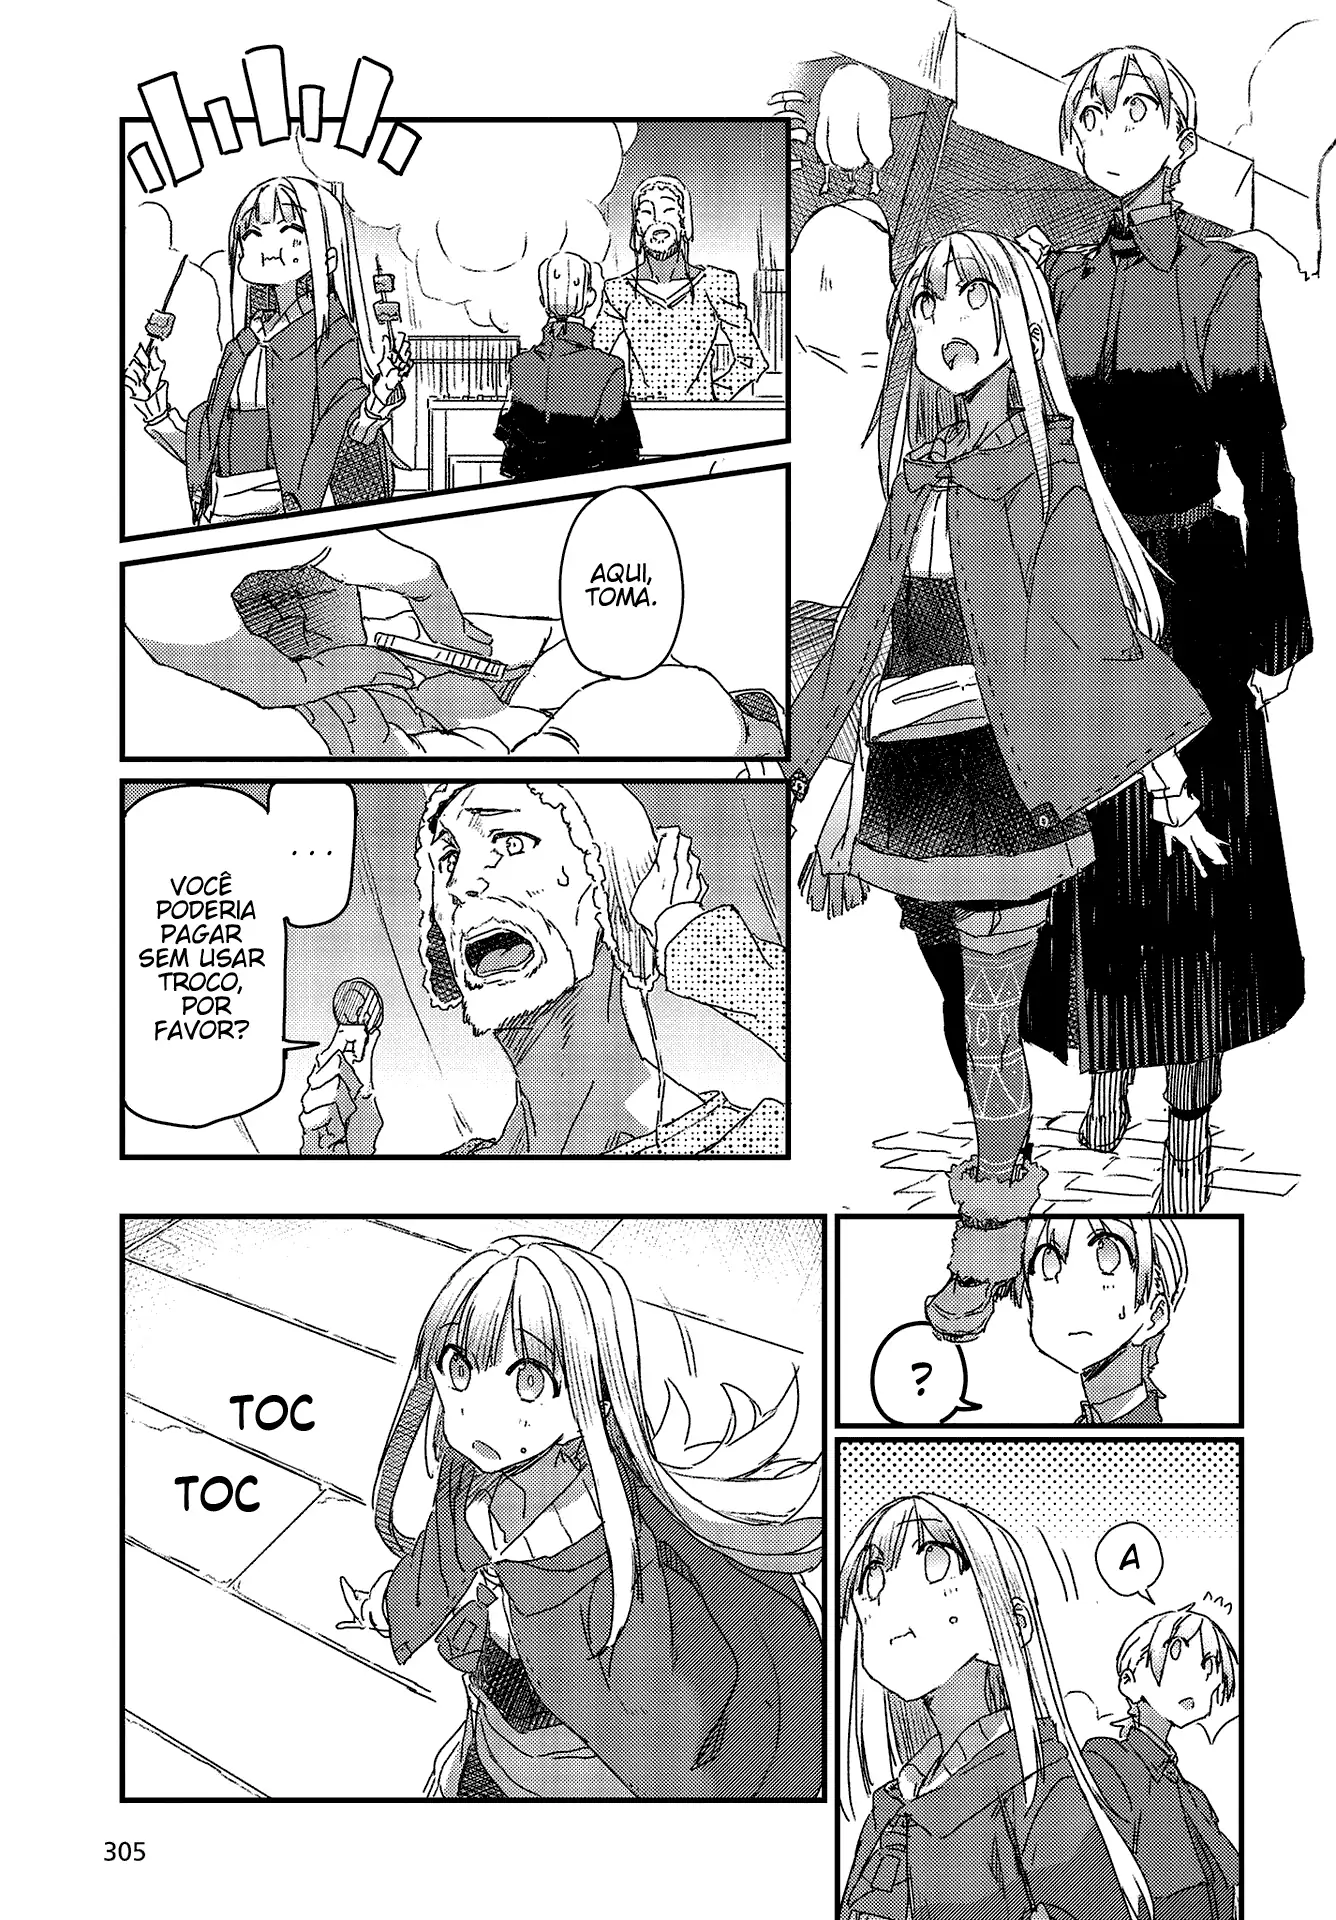 AQUI,
TOMA.
...
VOCÊ
PODERIA
PAGAR
SEM USAR
TROCO,
POR
FAVOR?
?
A
TOC
TOC
305